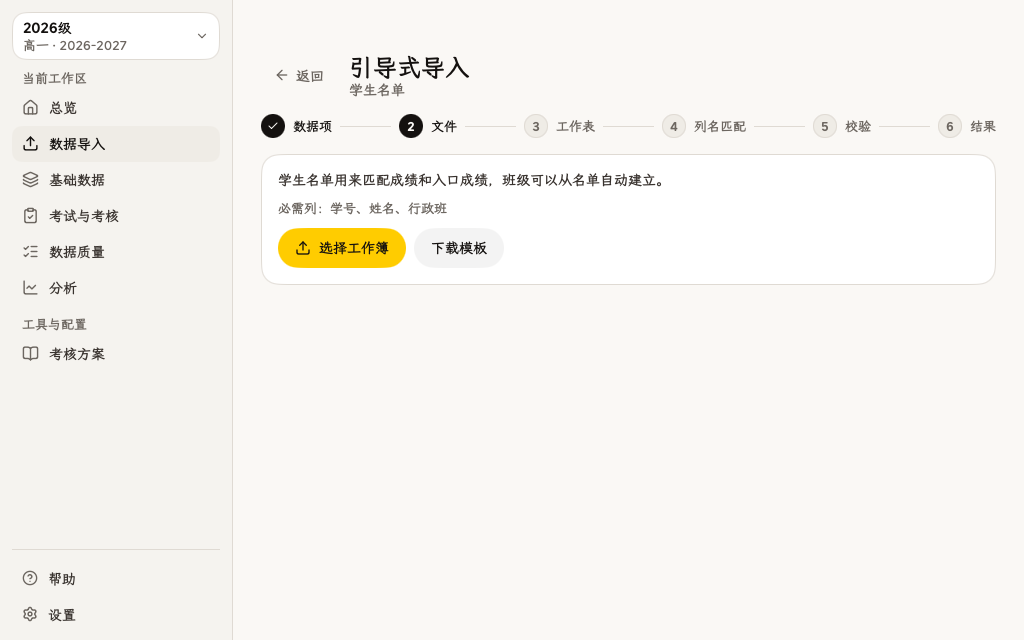 2026级
高一 · 2026-2027
当前工作区
总览
数据导入
基础数据
考试与考核
数据质量
分析
工具与配置
考核方案
帮助
设置
返回
引导式导入
学生名单
数据项
2 文件
3 工作表
4 列名匹配
5 校验
6 结果
学生名单用来匹配成绩和入口成绩，班级可以从名单自动建立。
必需列：学号、姓名、行政班
选择工作簿
下载模板